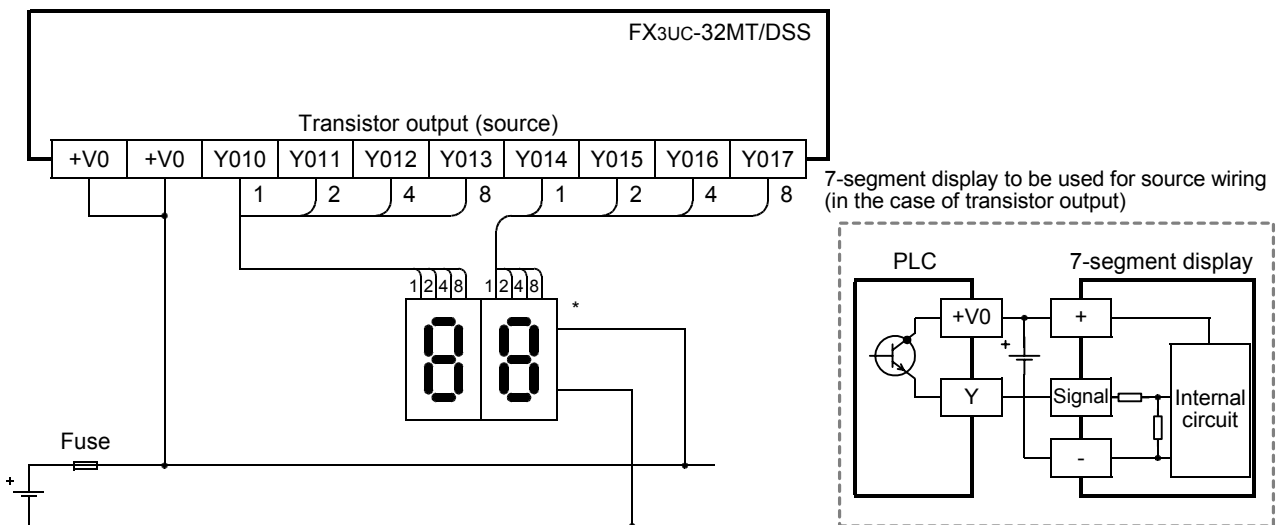 FX3UC-32MT/DSS
Transistor output (source)
+V0 +V0 Y010 Y011 Y012 Y013 Y014 Y015 Y016 Y017
1 2 4 8 1 2 4 8
7-segment display to be used for source wiring
(in the case of transistor output)
1 2 4 8 1 2 4 8
*
PLC 7-segment display
+V0 +
+
Y Signal Internal
circuit
-
Fuse
+